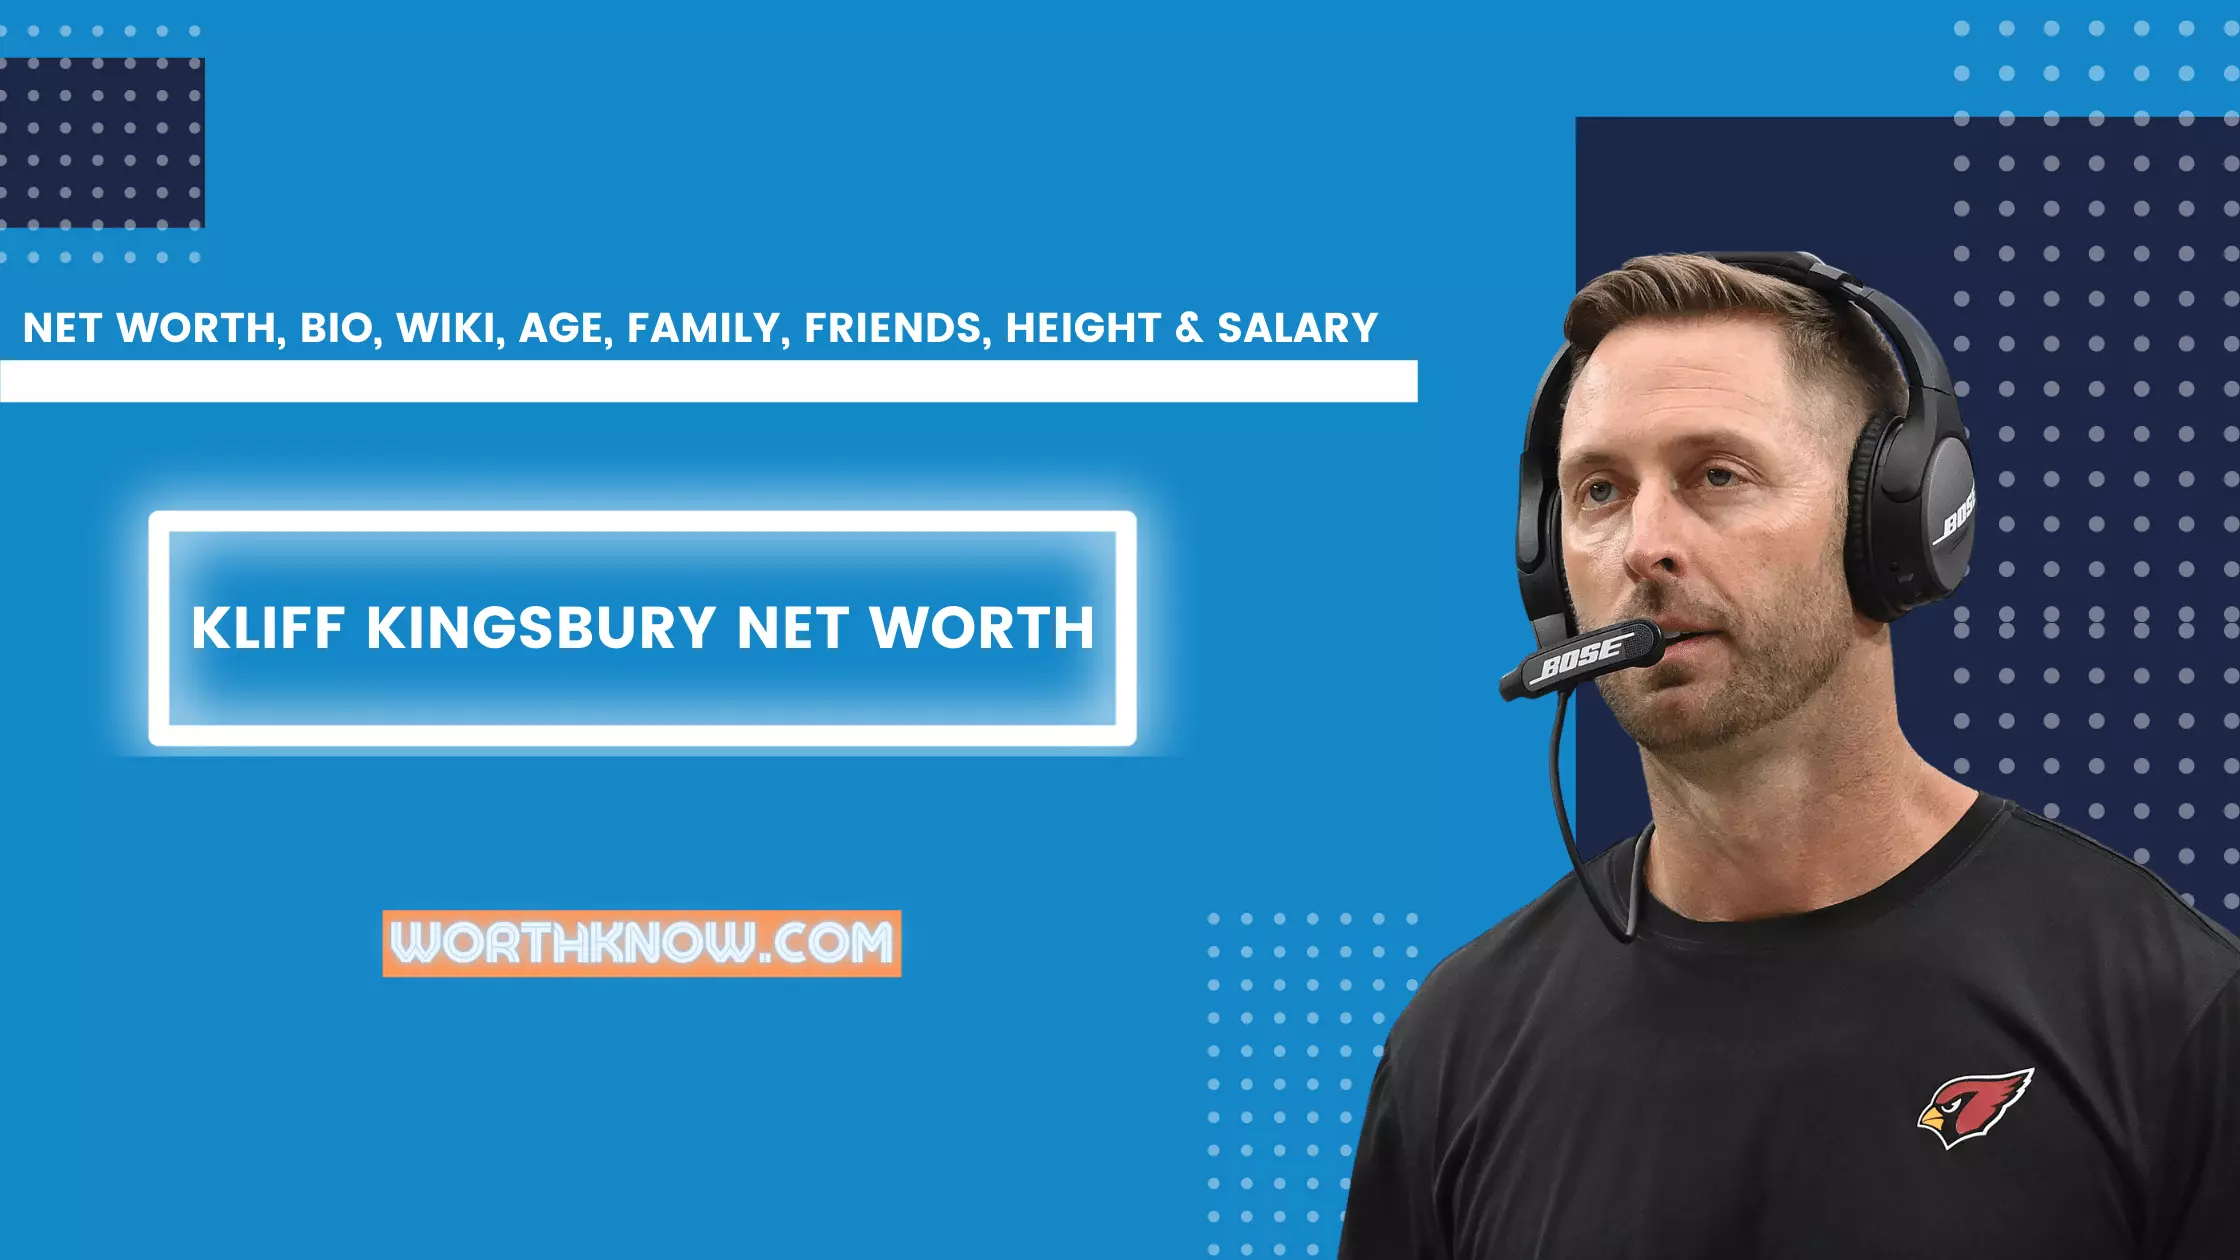 NET WORTH, BIO, WIKI, AGE, FAMILY, FRIENDS, HEIGHT & SALARY
KLIFF KINGSBURY NET WORTH
BOSE
BOSE
WORTHKNOW.COM